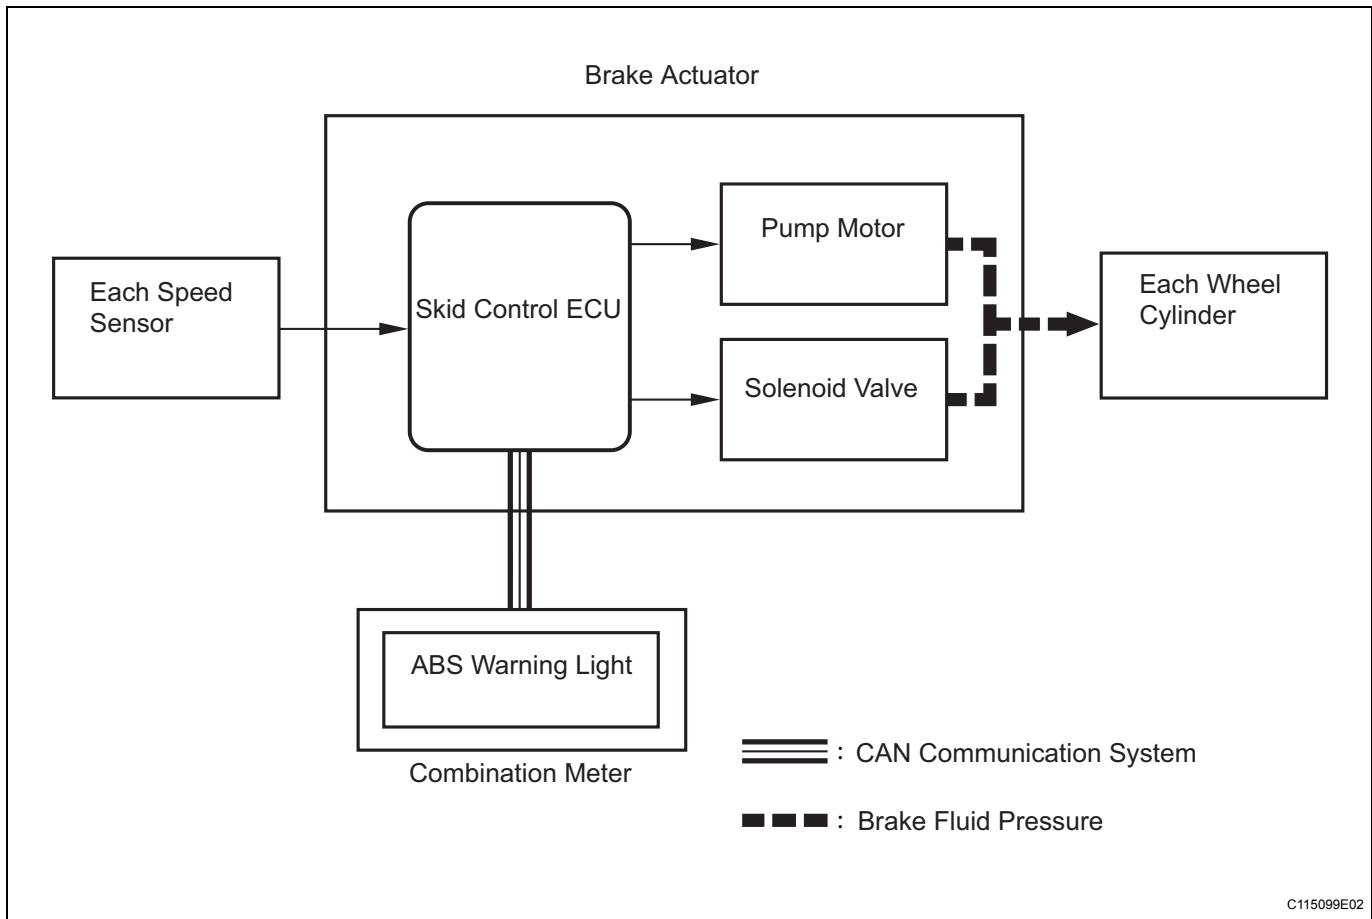 Brake Actuator
Each Speed
Sensor
Skid Control ECU
Pump Motor
Solenoid Valve
Each Wheel
Cylinder
ABS Warning Light
Combination Meter
: CAN Communication System
: Brake Fluid Pressure
C115099E02